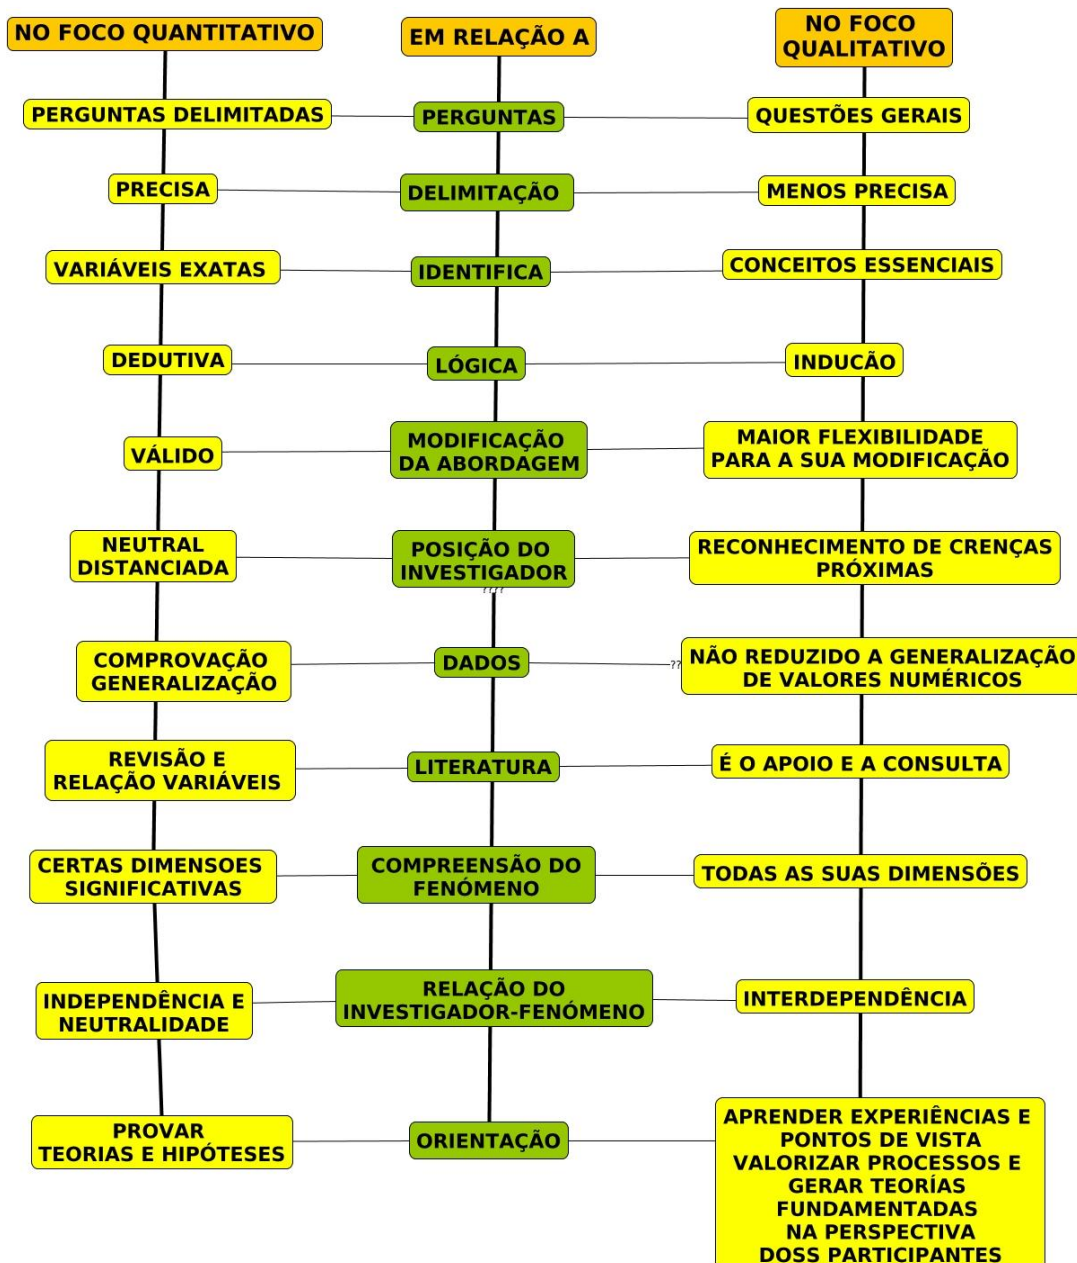 NO FOCO QUANTITATIVO
EM RELAÇÃO A
NO FOCO
QUALITATIVO
PERGUNTAS DELIMITADAS
PERGUNTAS
QUESTÕES GERAIS
PRECISA
DELIMITAÇÃO
MENOS PRECISA
VARIÁVEIS EXATAS
IDENTIFICA
CONCEITOS ESSENCIAIS
DEDUTIVA
LÓGICA
INDUCÃO
VÁLIDO
MODIFICAÇÃO
DA ABORDAGEM
MAIOR FLEXIBILIDADE
PARA A SUA MODIFICAÇÃO
NEUTRAL
DISTANCIADA
POSIÇÃO DO
INVESTIGADOR
????
RECONHECIMENTO DE CRENÇAS
PRÓXIMAS
COMPROVAÇÃO
GENERALIZAÇÃO
DADOS
??
NÃO REDUZIDO A GENERALIZAÇÃO
DE VALORES NUMÉRICOS
REVISÃO E
RELAÇÃO VARIÁVEIS
LITERATURA
É O APOIO E A CONSULTA
CERTAS DIMENSOES
SIGNIFICATIVAS
COMPREENSÃO DO
FENÓMENO
TODAS AS SUAS DIMENSÕES
INDEPENDÊNCIA E
NEUTRALIDADE
RELAÇÃO DO
INVESTIGADOR-FENÓMENO
INTERDEPENDÊNCIA
PROVAR
TEORIAS E HIPÓTESES
ORIENTAÇÃO
APRENDER EXPERIÊNCIAS E
PONTOS DE VISTA
VALORIZAR PROCESSOS E
GERAR TEORÍAS
FUNDAMENTADAS
NA PERSPECTIVA
DOSS PARTICIPANTES